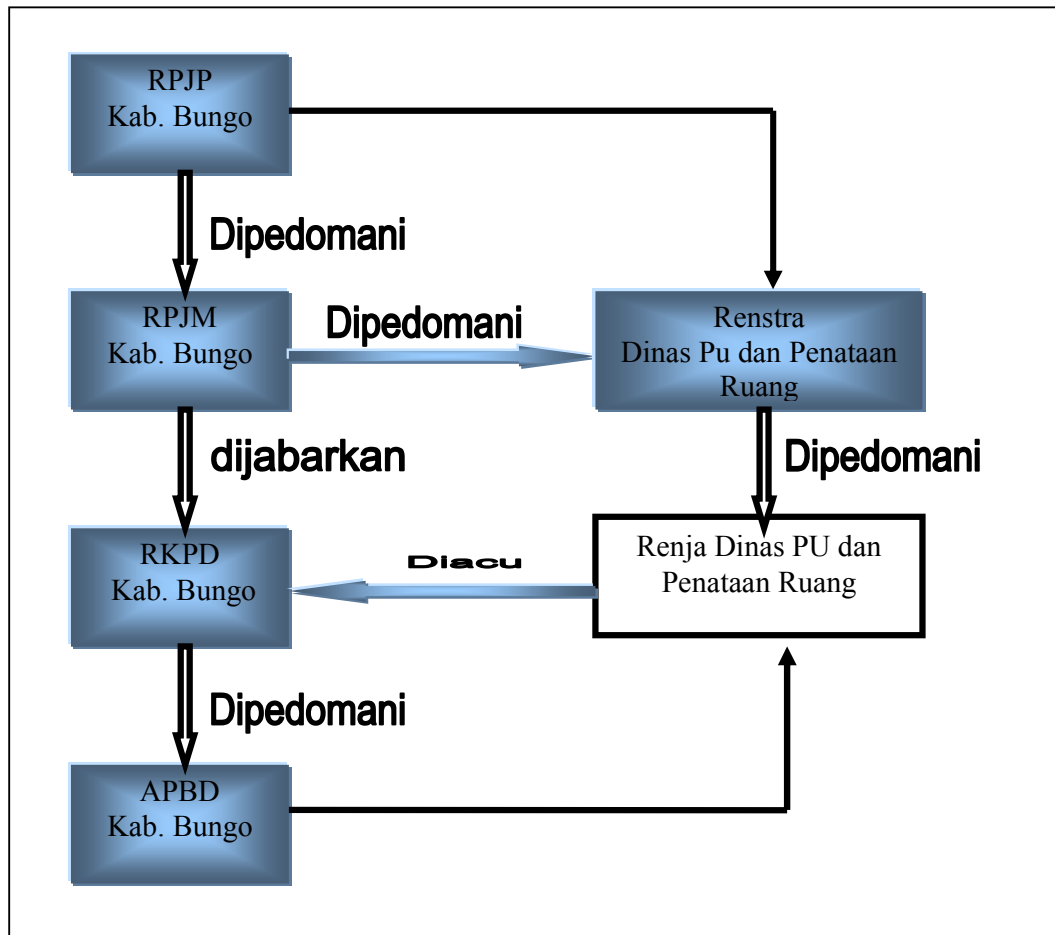 RPJP
Kab. Bungo
Dipedomani
RPJM
Kab. Bungo
Dipedomani
Renstra
Dinas Pu dan Penataan
Ruang
dijabarkan
Dipedomani
RKPD
Kab. Bungo
Diacu
Renja Dinas PU dan
Penataan Ruang
Dipedomani
APBD
Kab. Bungo